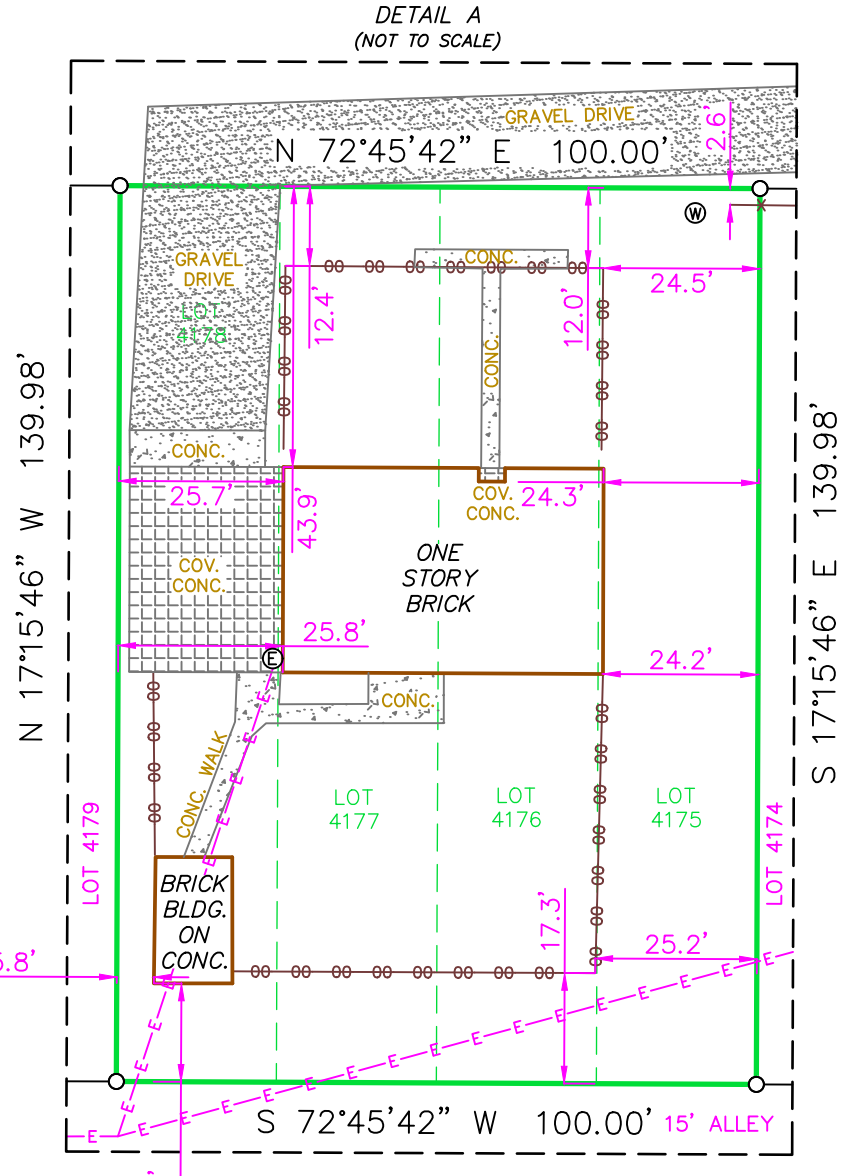 DETAIL A
(NOT TO SCALE)
GRAVEL DRIVE
2.6'
N 72°45'42" E 100.00'
W
X
CONC.
GRAVEL
DRIVE
24.5'
LOT
4178
12.4'
12.0'
CONC.
N 17°15'46" W 139.98'
S 17°15'46" E 139.98'
CONC.
25.7'
43.9'
COV.
CONC.
24.3'
COV.
CONC.
ONE
STORY
BRICK
25.8'
E
24.2'
CONC.
CONC. WALK
LOT
4177
LOT
4176
LOT
4175
LOT 4179
LOT 4174
BRICK
BLDG.
ON
CONC.
17.3'
25.2'
5.8'
E
S 72°45'42" W 100.00'
15' ALLEY